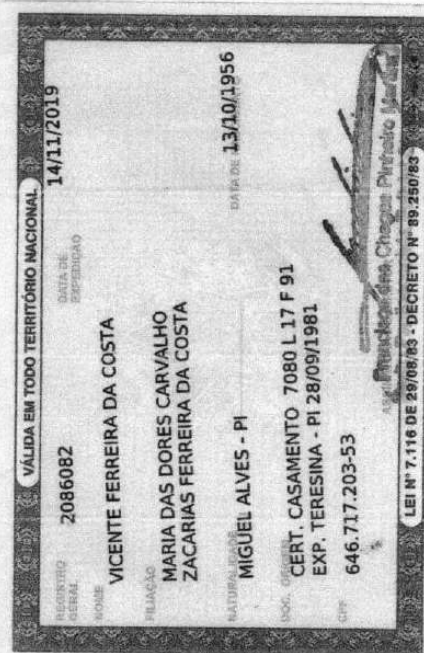 VÁLIDA EM TODO TERRITÓRIO NACIONAL
REGISTRO GERAL 2086082 DATA DE EXPEDIÇÃO 14/11/2019
NOME
VICENTE FERREIRA DA COSTA
FILIAÇÃO
MARIA DAS DORES CARVALHO
ZACARIAS FERREIRA DA COSTA
NATURALIDADE DATA DE
MIGUEL ALVES - PI 13/10/1956
DOC. ORIGEM
CERT. CASAMENTO 7080 L 17 F 91
EXP. TERESINA - PI 28/09/1981
CPF
646.717.203-53
das Chagas Pinheiro
LEI Nº 7.116 DE 29/08/83 - DECRETO Nº 89.250/83